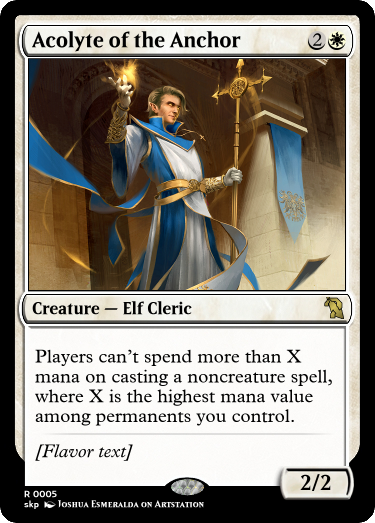 Acolyte of the Anchor 2
Creature — Elf Cleric
Players can't spend more than X
mana on casting a noncreature spell,
where X is the highest mana value
among permanents you control.
[Flavor text]
2/2
R 0005
skp Joshua Esmeralda on Artstation